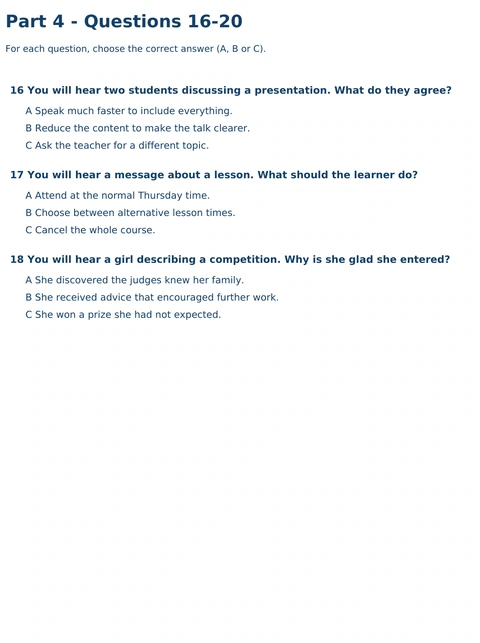 Part 4 - Questions 16-20
For each question, choose the correct answer (A, B or C).
16 You will hear two students discussing a presentation. What do they agree?
A Speak much faster to include everything.
B Reduce the content to make the talk clearer.
C Ask the teacher for a different topic.
17 You will hear a message about a lesson. What should the learner do?
A Attend at the normal Thursday time.
B Choose between alternative lesson times.
C Cancel the whole course.
18 You will hear a girl describing a competition. Why is she glad she entered?
A She discovered the judges knew her family.
B She received advice that encouraged further work.
C She won a prize she had not expected.